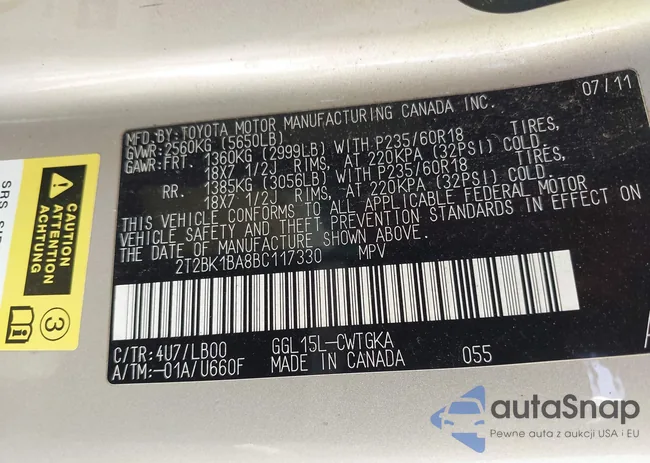 07/11
MFD. BY: TOYOTA MOTOR MANUFACTURING CANADA INC.
GVWR: 2560KG (5650LB)
GAWR: FRT. 1360KG (2999LB) WITH P235/60R18 TIRES,
18X7 1/2J RIMS, AT 220KPA (32PSI) COLD.
RR. 1385KG (3056LB) WITH P235/60R18 TIRES,
18X7 1/2J RIMS, AT 220KPA (32PSI) COLD.
THIS VEHICLE CONFORMS TO ALL APPLICABLE FEDERAL MOTOR
VEHICLE SAFETY AND THEFT PREVENTION STANDARDS IN EFFECT ON
THE DATE OF MANUFACTURE SHOWN ABOVE.
2T2BK1BA8BC117330 MPV
C/TR: 4U7/LB00 GGL15L-CWTGKA
A/TM: -01A/U660F MADE IN CANADA 055
CAUTION
ATTENTION
ACHTUNG
3
SRS
autaSnap
Pewne auta z aukcji USA i EU